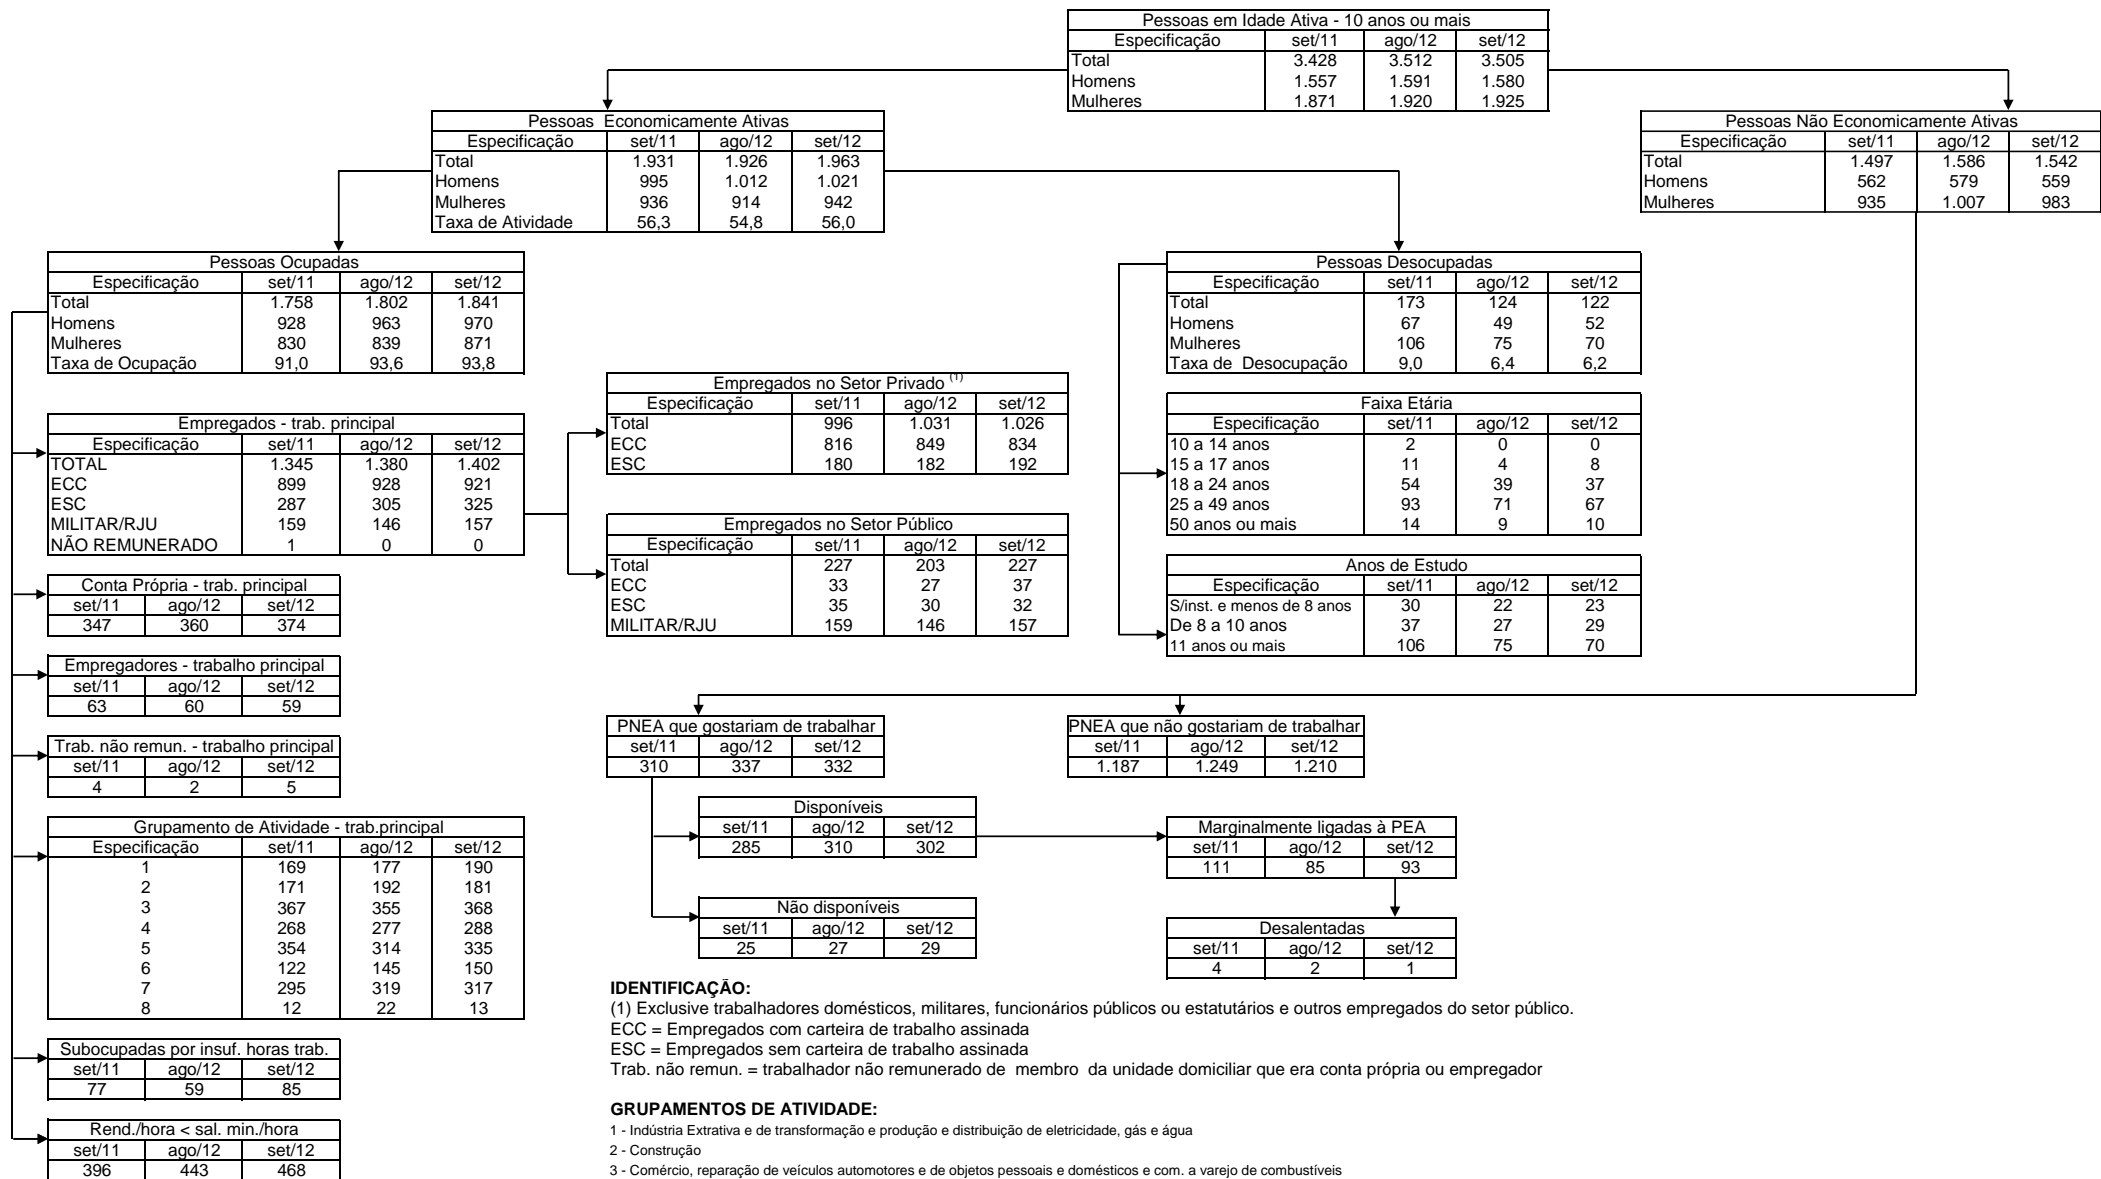 Pessoas em Idade Ativa - 10 anos ou mais
Especificação set/11 ago/12 set/12
Total 3.428 3.512 3.505
Homens 1.557 1.591 1.580
Mulheres 1.871 1.920 1.925
Pessoas Economicamente Ativas
Especificação set/11 ago/12 set/12
Total 1.931 1.926 1.963
Homens 995 1.012 1.021
Mulheres 936 914 942
Taxa de Atividade 56,3 54,8 56,0
Pessoas Não Economicamente Ativas
Especificação set/11 ago/12 set/12
Total 1.497 1.586 1.542
Homens 562 579 559
Mulheres 935 1.007 983
Pessoas Ocupadas
Especificação set/11 ago/12 set/12
Total 1.758 1.802 1.841
Homens 928 963 970
Mulheres 830 839 871
Taxa de Ocupação 91,0 93,6 93,8
Pessoas Desocupadas
Especificação set/11 ago/12 set/12
Total 173 124 122
Homens 67 49 52
Mulheres 106 75 70
Taxa de Desocupação 9,0 6,4 6,2
Empregados - trab. principal
Especificação set/11 ago/12 set/12
TOTAL 1.345 1.380 1.402
ECC 899 928 921
ESC 287 305 325
MILITAR/RJU 159 146 157
NÃO REMUNERADO 1 0 0
Empregados no Setor Privado (1)
Especificação set/11 ago/12 set/12
Total 996 1.031 1.026
ECC 816 849 834
ESC 180 182 192
Empregados no Setor Público
Especificação set/11 ago/12 set/12
Total 227 203 227
ECC 33 27 37
ESC 35 30 32
MILITAR/RJU 159 146 157
Faixa Etária
Especificação set/11 ago/12 set/12
10 a 14 anos 2 0 0
15 a 17 anos 11 4 8
18 a 24 anos 54 39 37
25 a 49 anos 93 71 67
50 anos ou mais 14 9 10
Anos de Estudo
Especificação set/11 ago/12 set/12
S/inst. e menos de 8 anos 30 22 23
De 8 a 10 anos 37 27 29
11 anos ou mais 106 75 70
Conta Própria - trab. principal
set/11 ago/12 set/12
347 360 374
Empregadores - trabalho principal
set/11 ago/12 set/12
63 60 59
Trab. não remun. - trabalho principal
set/11 ago/12 set/12
4 2 5
Grupamento de Atividade - trab.principal
Especificação set/11 ago/12 set/12
1 169 177 190
2 171 192 181
3 367 355 368
4 268 277 288
5 354 314 335
6 122 145 150
7 295 319 317
8 12 22 13
Subocupadas por insuf. horas trab.
set/11 ago/12 set/12
77 59 85
Rend./hora < sal. min./hora
set/11 ago/12 set/12
396 443 468
PNEA que gostariam de trabalhar
set/11 ago/12 set/12
310 337 332
PNEA que não gostariam de trabalhar
set/11 ago/12 set/12
1.187 1.249 1.210
Disponíveis
set/11 ago/12 set/12
285 310 302
Marginalmente ligadas à PEA
set/11 ago/12 set/12
111 85 93
Não disponíveis
set/11 ago/12 set/12
25 27 29
Desalentadas
set/11 ago/12 set/12
4 2 1
IDENTIFICAÇÃO:
(1) Exclusive trabalhadores domésticos, militares, funcionários públicos ou estatutários e outros empregados do setor público.
ECC = Empregados com carteira de trabalho assinada
ESC = Empregados sem carteira de trabalho assinada
Trab. não remun. = trabalhador não remunerado de membro da unidade domiciliar que era conta própria ou empregador
GRUPAMENTOS DE ATIVIDADE:
1 - Indústria Extrativa e de transformação e produção e distribuição de eletricidade, gás e água
2 - Construção
3 - Comércio, reparação de veículos automotores e de objetos pessoais e domésticos e com. a varejo de combustíveis